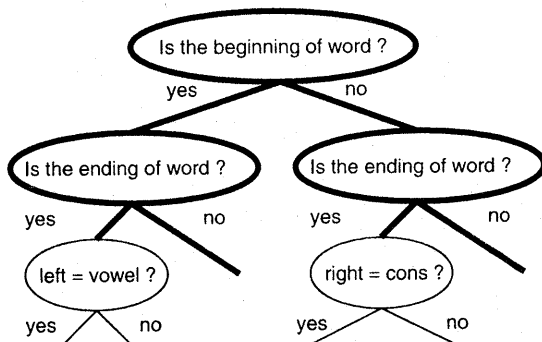 Is the beginning of word ?
yes no
Is the ending of word ? Is the ending of word ?
yes no yes no
left = vowel ? right = cons ?
yes no yes no